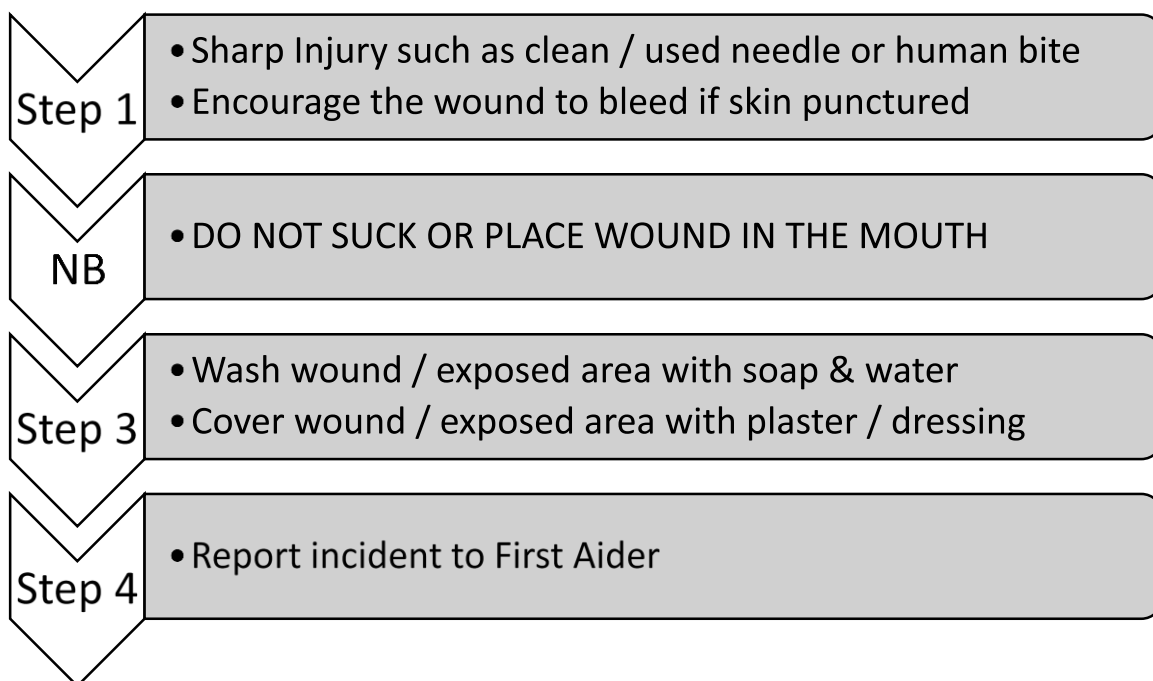 Step 1
• Sharp Injury such as clean / used needle or human bite
• Encourage the wound to bleed if skin punctured
NB
• DO NOT SUCK OR PLACE WOUND IN THE MOUTH
Step 3
• Wash wound / exposed area with soap & water
• Cover wound / exposed area with plaster / dressing
Step 4
• Report incident to First Aider